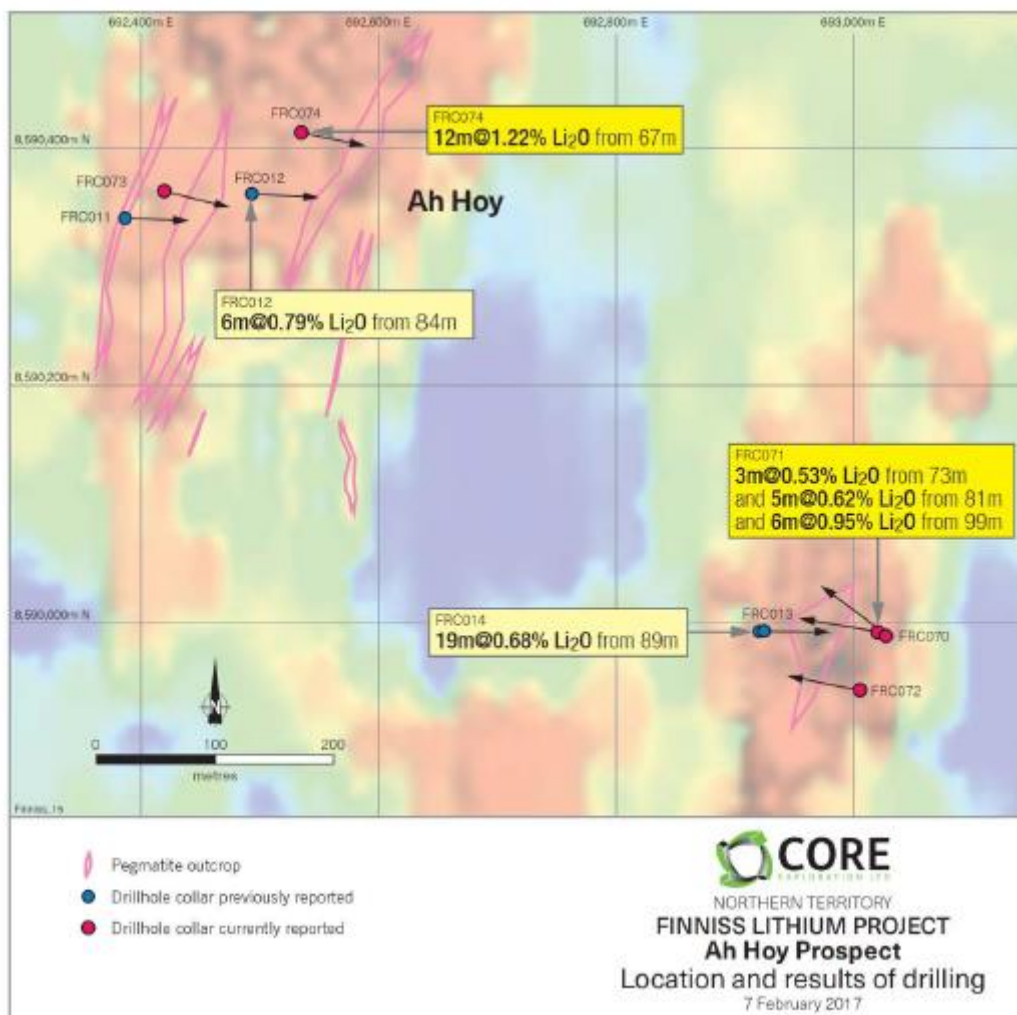 692,400m E
692,600m E
692,800m E
693,000m E
8,590,400m N
8,590,200m N
8,590,000m N
FRC074
FRC074
12m@1.22% Li₂O from 67m
FRC073
FRC012
FRC011
Ah Hoy
FRC012
6m@0.79% Li₂O from 84m
FRC071
3m@0.53% Li₂O from 73m
and 5m@0.62% Li₂O from 81m
and 6m@0.95% Li₂O from 99m
FRC014
19m@0.68% Li₂O from 89m
FRC013
FRC070
FRC072
N
0 100 200
metres
Finniss_15
Pegmatite outcrop
Drillhole collar previously reported
Drillhole collar currently reported
CORE
EXPLORATION LTD
NORTHERN TERRITORY
FINNISS LITHIUM PROJECT
Ah Hoy Prospect
Location and results of drilling
7 February 2017